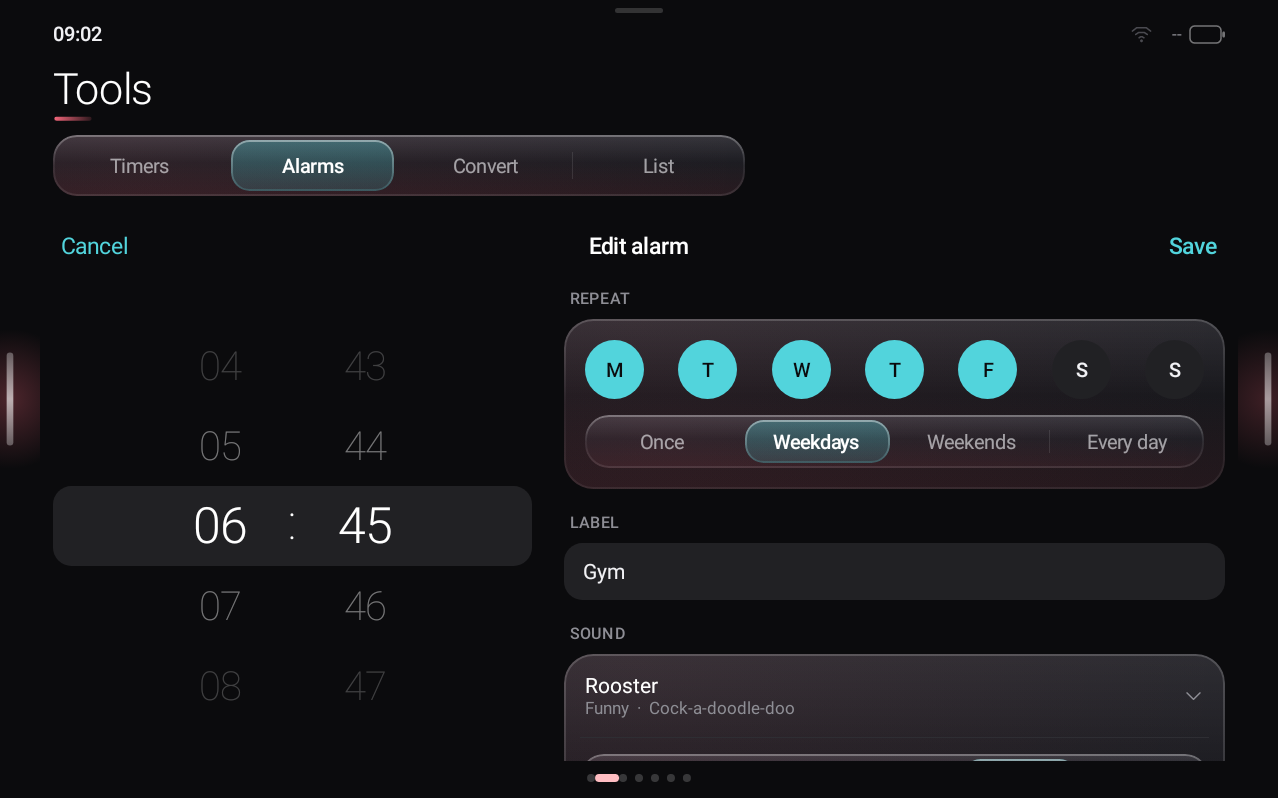 09:02
--
Tools
Timers
Alarms
Convert
List
Cancel
Edit alarm
Save
04 43
05 44
06 : 45
07 46
08 47
REPEAT
M T W T F S S
Once
Weekdays
Weekends
Every day
LABEL
Gym
SOUND
Rooster
Funny · Cock-a-doodle-doo